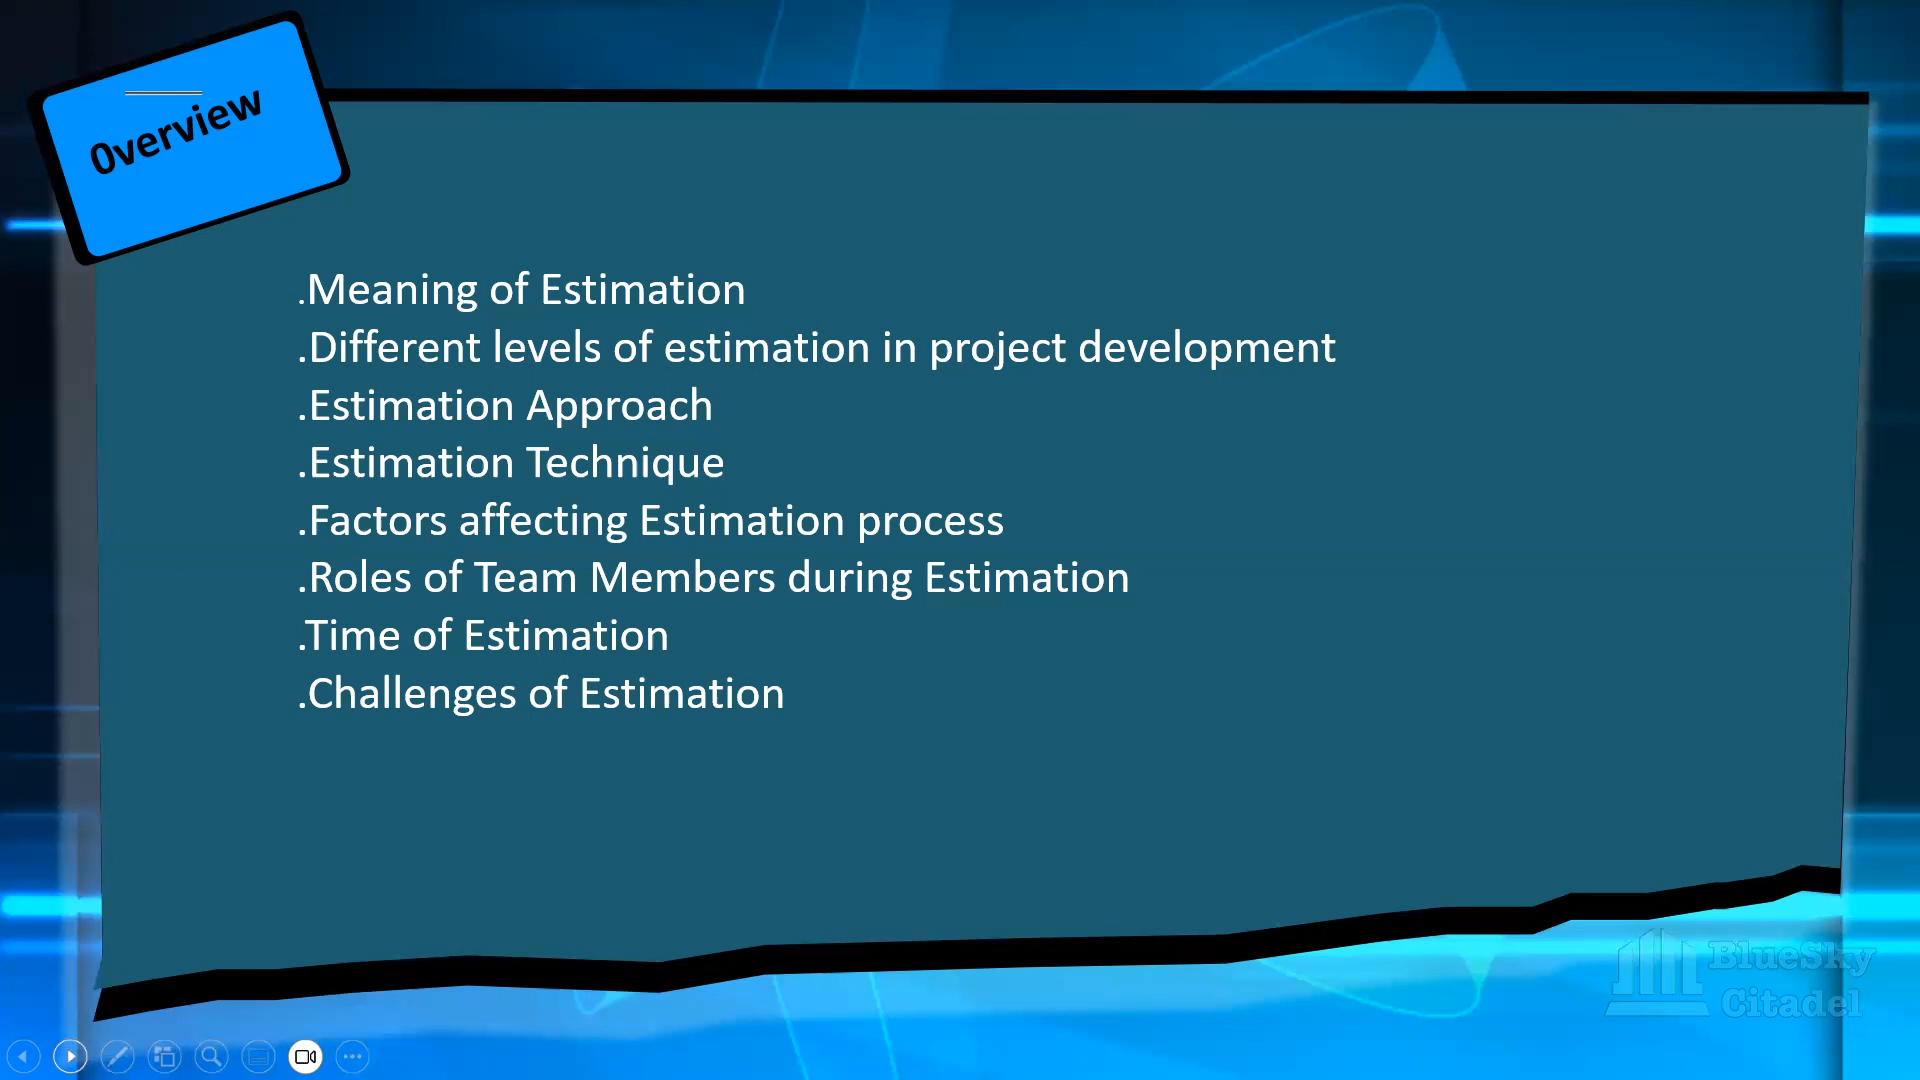 0verview
.Meaning of Estimation
.Different levels of estimation in project development
.Estimation Approach
.Estimation Technique
.Factors affecting Estimation process
.Roles of Team Members during Estimation
.Time of Estimation
.Challenges of Estimation
BlueSky
Citadel